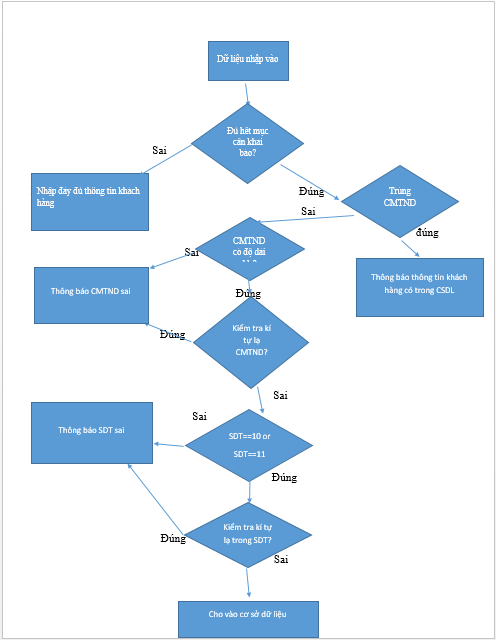 Dữ liệu nhập vào
Đủ hết mục
cần khai
báo?
Sai
Nhập đầy đủ thông tin khách
hàng
Đúng
Trùng
CMTND
Sai
đúng
CMTND
có độ dài
Sai
Thông báo thông tin khách
hàng có trong CSDL
Thông báo CMTND sai
Đúng
Kiểm tra kí
tự lạ
CMTND?
Đúng
Sai
Sai
Thông báo SDT sai
SDT==10 or
SDT==11
Đúng
Kiểm tra kí tự
lạ trong SDT?
Đúng
Sai
Cho vào cơ sở dữ liệu